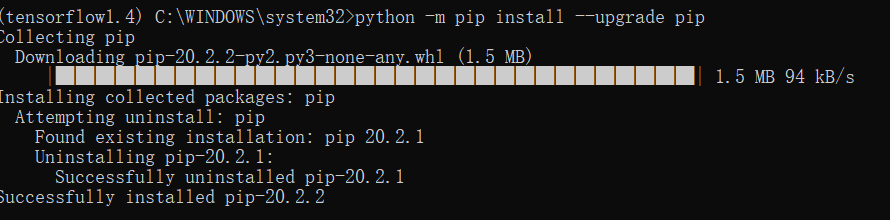 (tensorflow1.4) C:\WINDOWS\system32>python -m pip install --upgrade pip
Collecting pip
Downloading pip-20.2.2-py2.py3-none-any.whl (1.5 MB)
1.5 MB 94 kB/s
Installing collected packages: pip
Attempting uninstall: pip
Found existing installation: pip 20.2.1
Uninstalling pip-20.2.1:
Successfully uninstalled pip-20.2.1
Successfully installed pip-20.2.2